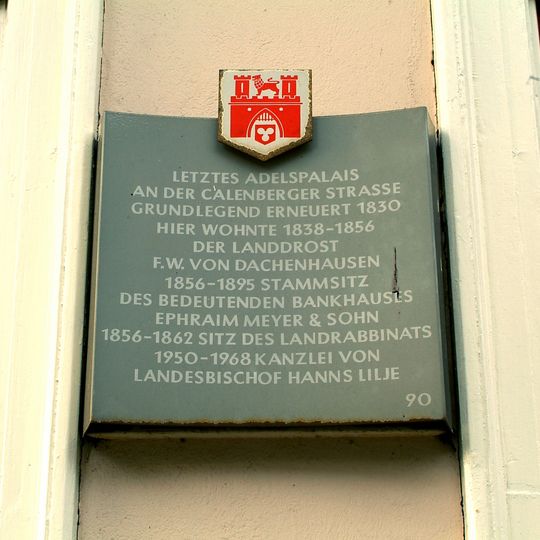 LETZTES ADELSPALAIS
AN DER CALENBERGER STRASSE
GRUNDLEGEND ERNEUERT 1830
HIER WOHNTE 1838-1856
DER LANDDROST
F.W. VON DACHENHAUSEN
1856-1895 STAMMSITZ
DES BEDEUTENDEN BANKHAUSES
EPHRAIM MEYER & SOHN
1856-1862 SITZ DES LANDRABBINATS
1950-1968 KANZLEI VON
LANDESBISCHOF HANNS LILJE
90